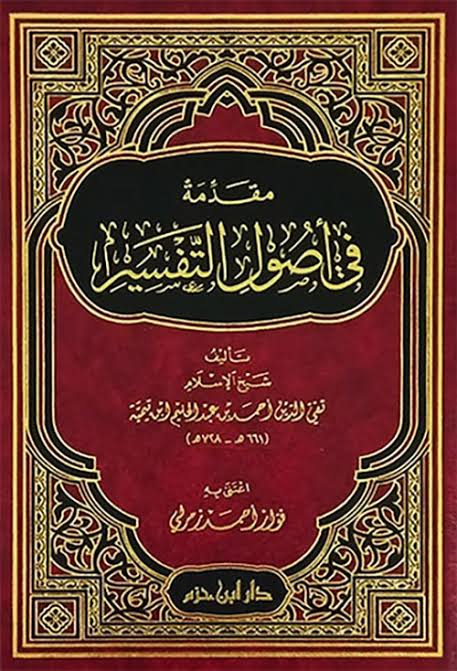 مقدمة
في أصول التفسير
تأليف
شيخ الإسلام
تقي الدين أحمد بن عبد الحليم ابن تيمية
(٦٦١ هـ - ٧٢٨ هـ)
اعتنى به
فواز أحمد زمرلي
دار ابن حزم